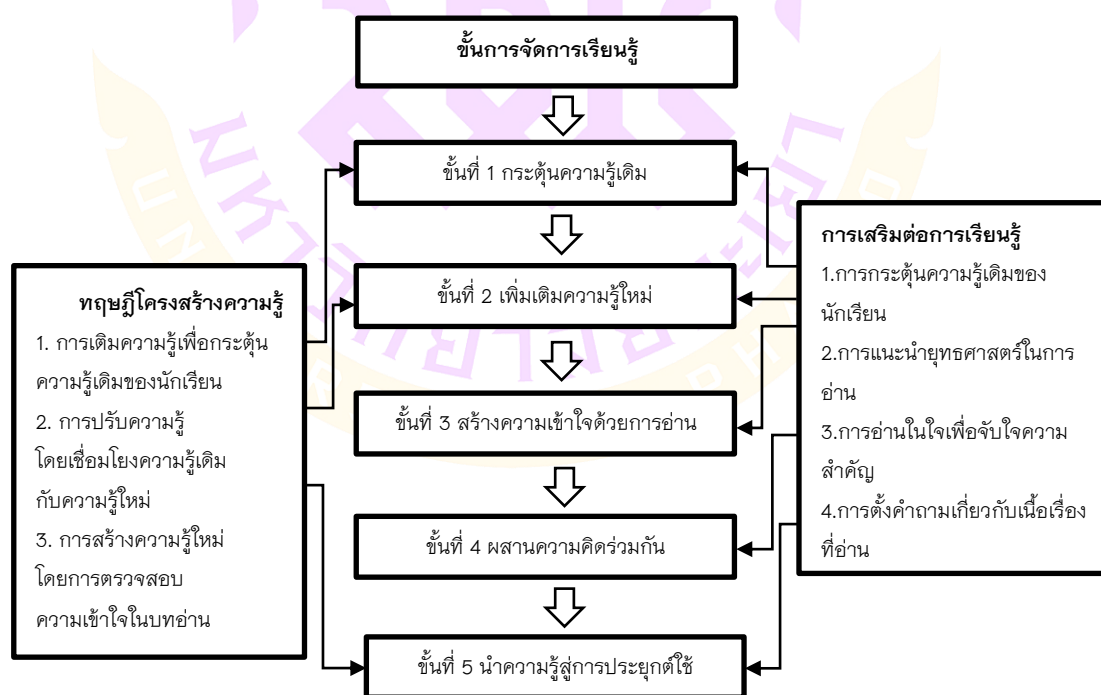 ขั้นการจัดการเรียนรู้
ขั้นที่ 1 กระตุ้นความรู้เดิม
ขั้นที่ 2 เพิ่มเติมความรู้ใหม่
ขั้นที่ 3 สร้างความเข้าใจด้วยการอ่าน
ขั้นที่ 4 ผสานความคิดร่วมกัน
ขั้นที่ 5 นำความรู้สู่การประยุกต์ใช้
ทฤษฎีโครงสร้างความรู้
1. การเติมความรู้เพื่อกระตุ้น
ความรู้เดิมของนักเรียน
2. การปรับความรู้
โดยเชื่อมโยงความรู้เดิม
กับความรู้ใหม่
3. การสร้างความรู้ใหม่
โดยการตรวจสอบ
ความเข้าใจในบทอ่าน
การเสริมต่อการเรียนรู้
1.การกระตุ้นความรู้เดิมของ
นักเรียน
2.การแนะนำยุทธศาสตร์ในการ
อ่าน
3.การอ่านในใจเพื่อจับใจความ
สำคัญ
4.การตั้งคำถามเกี่ยวกับเนื้อเรื่อง
ที่อ่าน